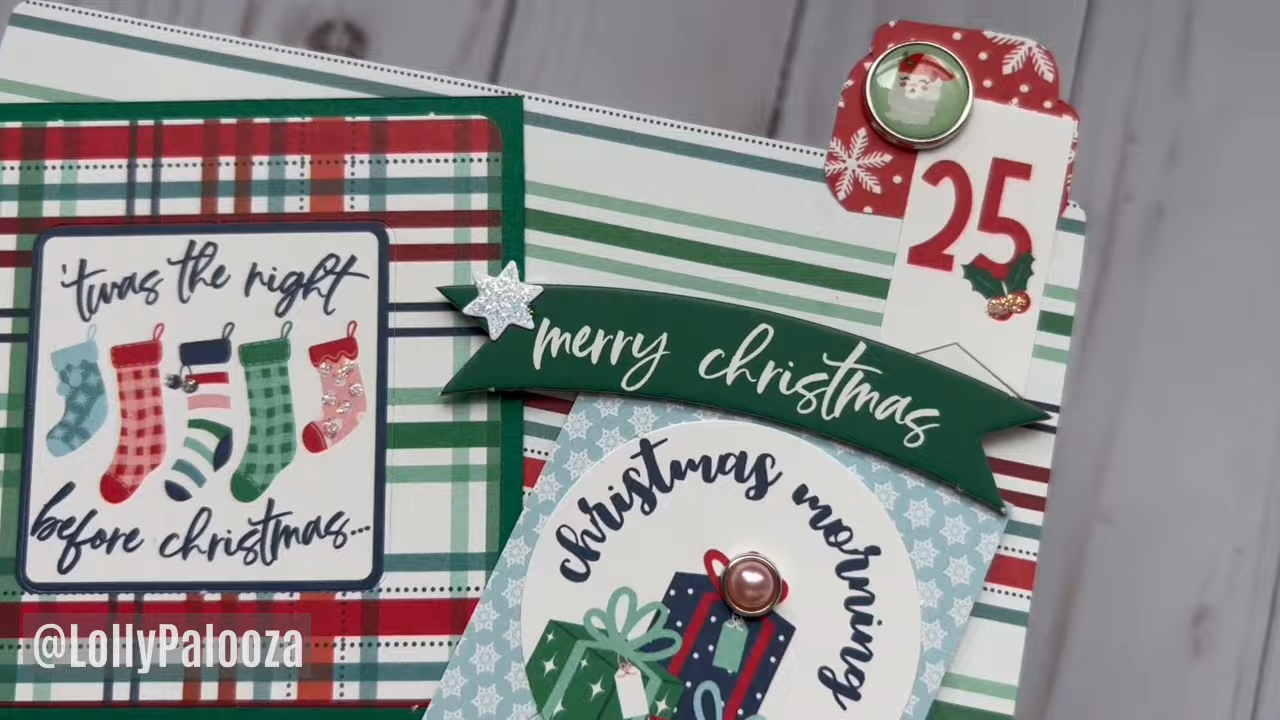 'twas the night
before christmas...
25
merry christmas
christmas morning
@LollyPalooza